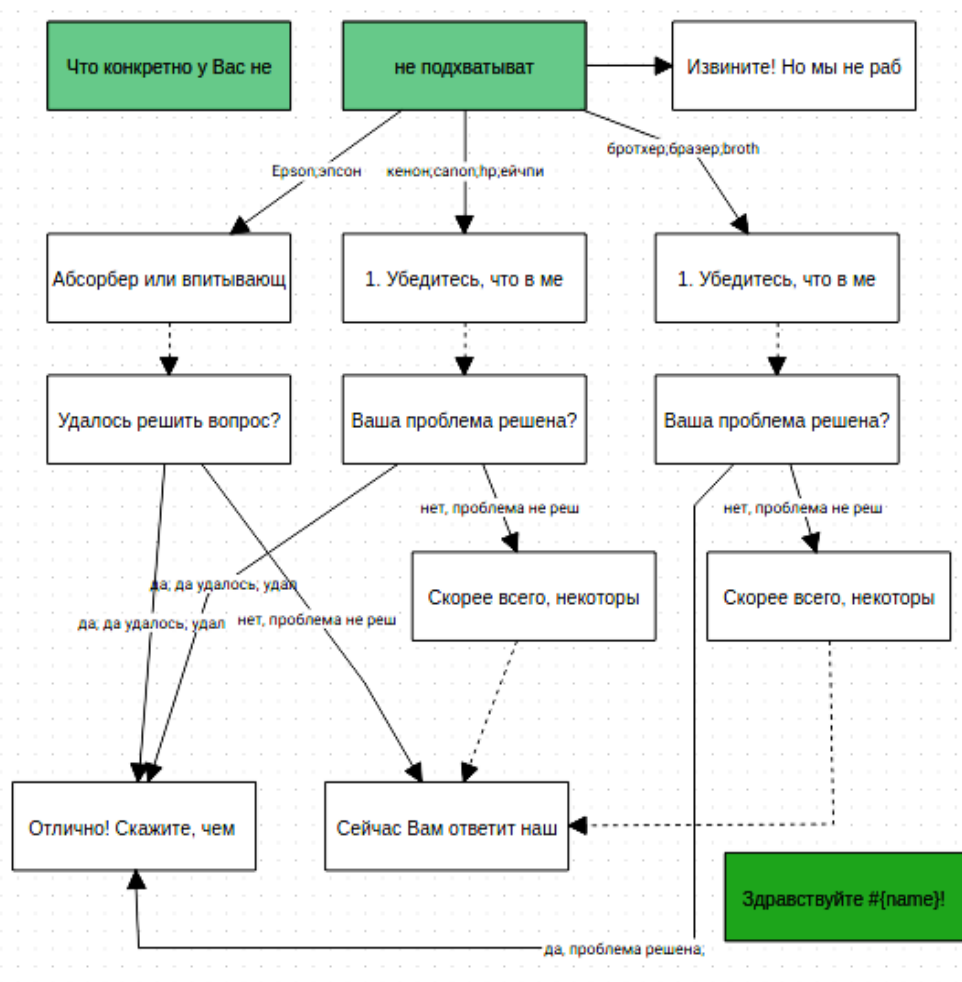 Что конкретно у Вас не
не подхватыват
Извините! Но мы не раб
бротхер;бразер;broth
Epson;эпсон
кенон;canon;hp;ейчпи
Абсорбер или впитывающ
1. Убедитесь, что в ме
1. Убедитесь, что в ме
Удалось решить вопрос?
Ваша проблема решена?
Ваша проблема решена?
нет, проблема не реш
нет, проблема не реш
да; да удалось; удал
Скорее всего, некоторы
Скорее всего, некоторы
да; да удалось; удал
нет, проблема не реш
Отлично! Скажите, чем
Сейчас Вам ответит наш
Здравствуйте #{name}!
да, проблема решена;